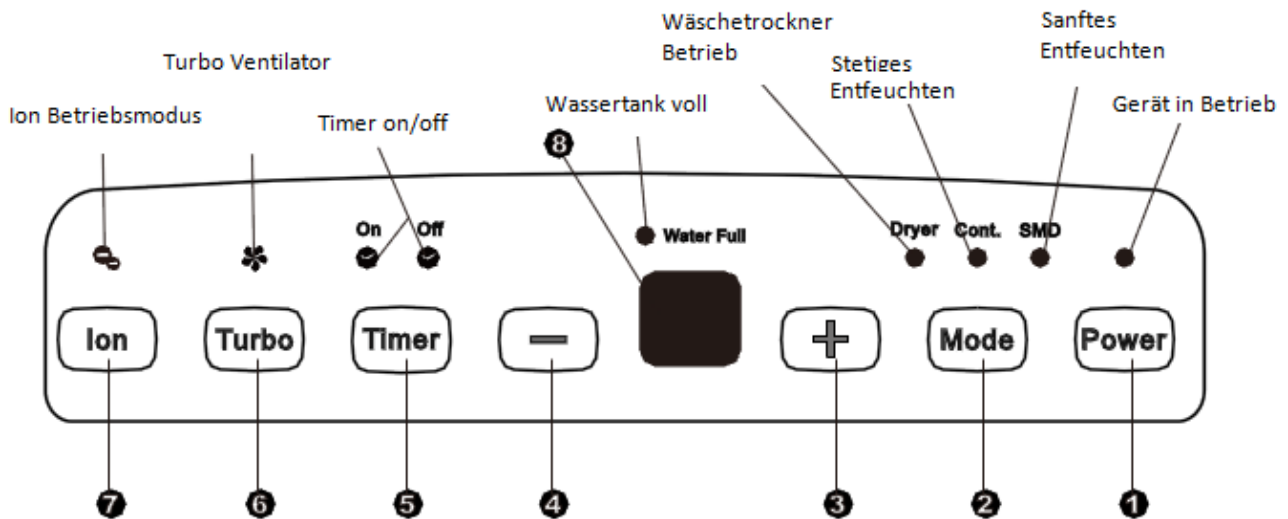 Wäschetrockner
Betrieb
Sanftes
Entfeuchten
Turbo Ventilator
Stetiges
Entfeuchten
Ion Betriebsmodus
Timer on/off
Wassertank voll
Gerät in Betrieb
8
On
Off
Water Full
Dryer
Cont.
SMD
Ion
Turbo
Timer
−
+
Mode
Power
7
6
5
4
3
2
1